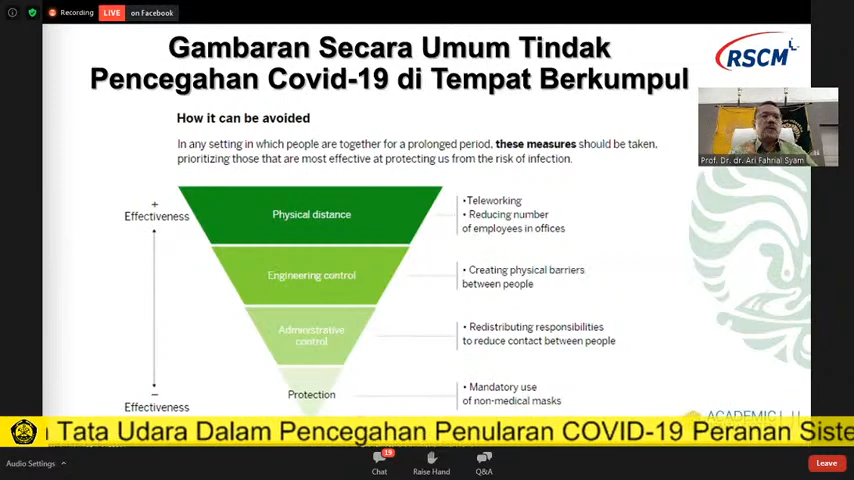 Recording
LIVE
on Facebook
Gambaran Secara Umum Tindak
Pencegahan Covid-19 di Tempat Berkumpul
RSCM
How it can be avoided
In any setting in which people are together for a prolonged period, these measures should be taken,
prioritizing those that are most effective at protecting us from the risk of infection.
Prof. Dr. dr. Ari Fahrial Syam
+
Effectiveness
Physical distance
•Teleworking
• Reducing number
of employees in offices
Engineering control
• Creating physical barriers
between people
Administrative
control
• Redistributing responsibilities
to reduce contact between people
Protection
• Mandatory use
of non-medical masks
–
Effectiveness
ACADEMIC
Tata Udara Dalam Pencegahan Penularan COVID-19 Peranan Siste
Audio Settings
19
Chat
Raise Hand
Q&A
Leave